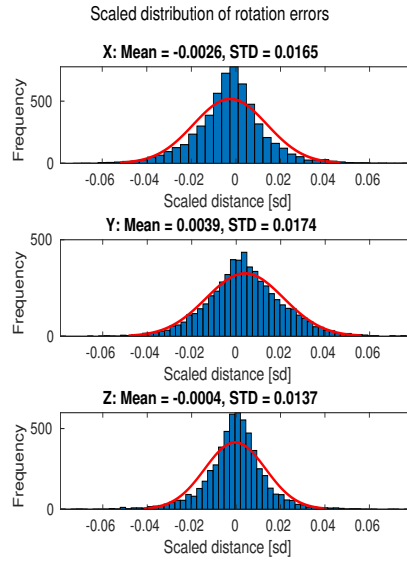 Scaled distribution of rotation errors
X: Mean = -0.0026, STD = 0.0165
500
0
Frequency
-0.06 -0.04 -0.02 0 0.02 0.04 0.06
Scaled distance [sd]
Y: Mean = 0.0039, STD = 0.0174
500
0
Frequency
-0.06 -0.04 -0.02 0 0.02 0.04 0.06
Scaled distance [sd]
Z: Mean = -0.0004, STD = 0.0137
500
0
Frequency
-0.06 -0.04 -0.02 0 0.02 0.04 0.06
Scaled distance [sd]